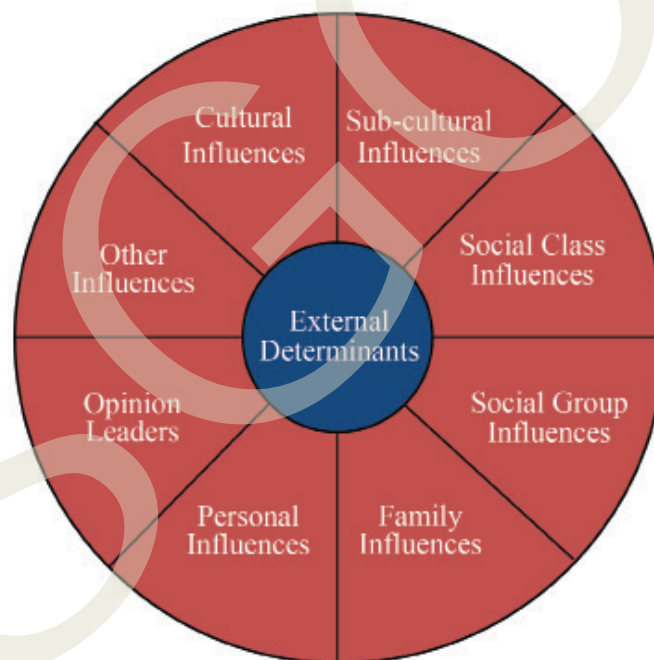 Cultural
Influences
Sub-cultural
Influences
Social Class
Influences
Social Group
Influences
Family
Influences
Personal
Influences
Opinion
Leaders
Other
Influences
External
Determinants